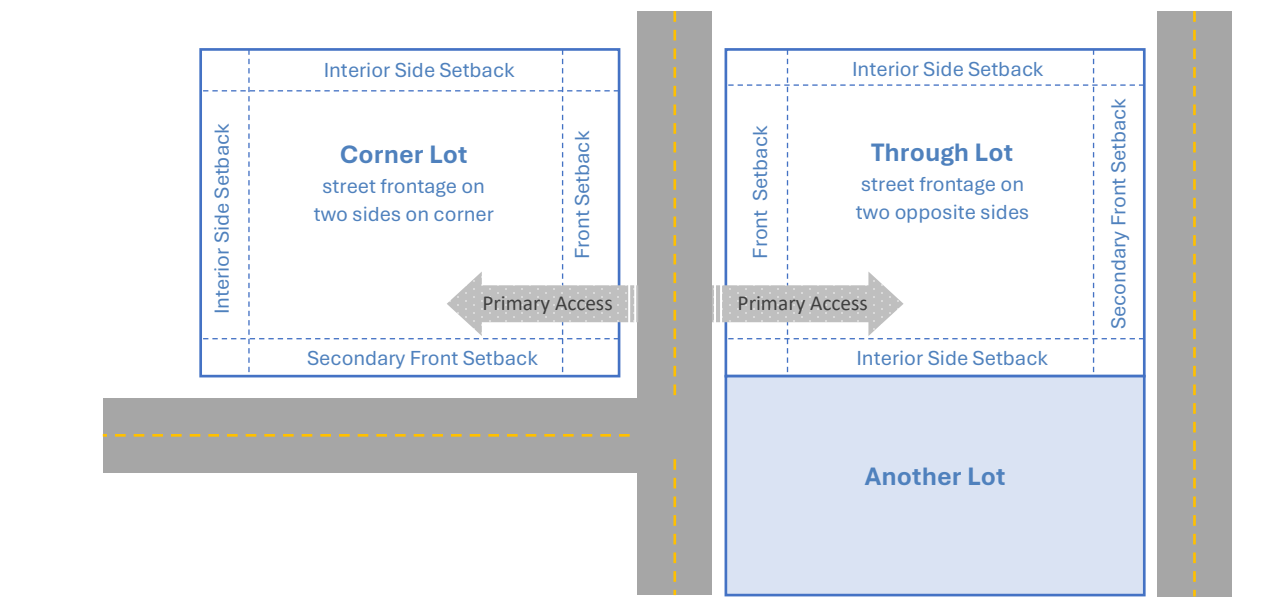 Interior Side Setback
Interior Side Setback
Corner Lot
street frontage on
two sides on corner
Front Setback
Primary Access
Secondary Front Setback
Interior Side Setback
Front Setback
Through Lot
street frontage on
two opposite sides
Secondary Front Setback
Primary Access
Interior Side Setback
Another Lot